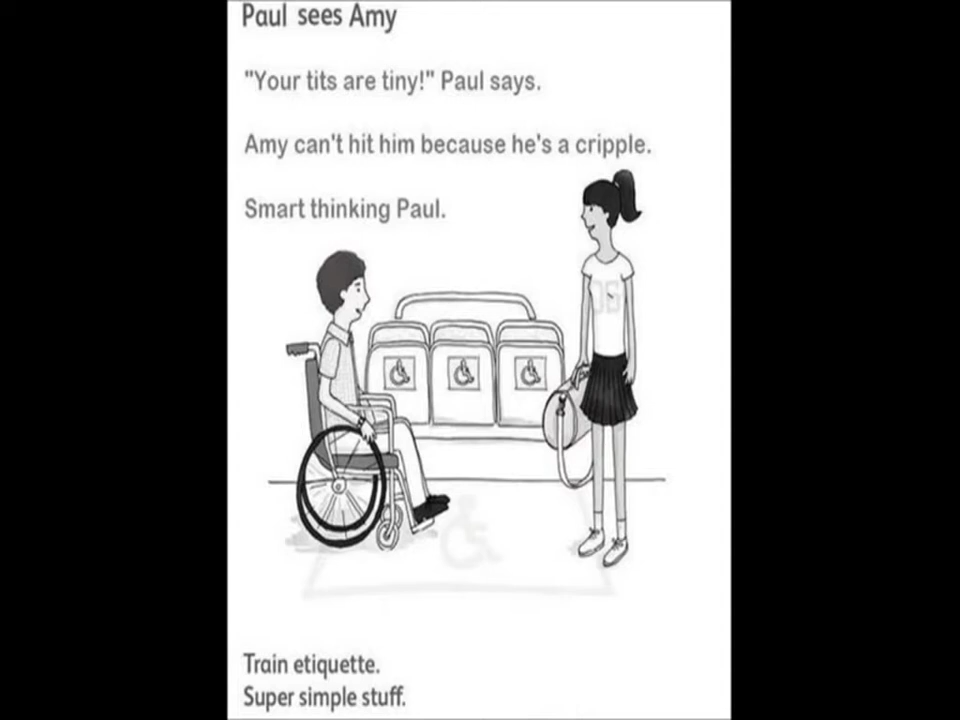 Paul sees Amy
"Your tits are tiny!" Paul says.
Amy can't hit him because he's a cripple.
Smart thinking Paul.
Train etiquette.
Super simple stuff.